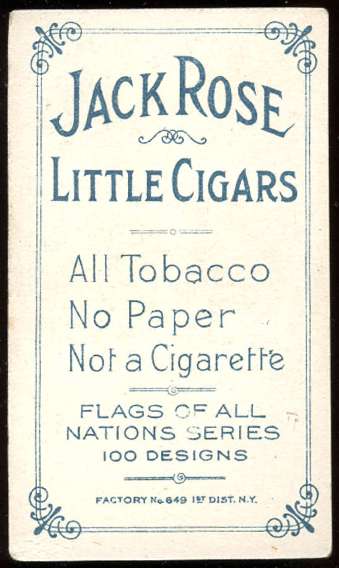 JACK ROSE
LITTLE CIGARS
All Tobacco
No Paper
Not a Cigarette
FLAGS OF ALL
NATIONS SERIES
100 DESIGNS
FACTORY No. 649 1ST DIST. N.Y.